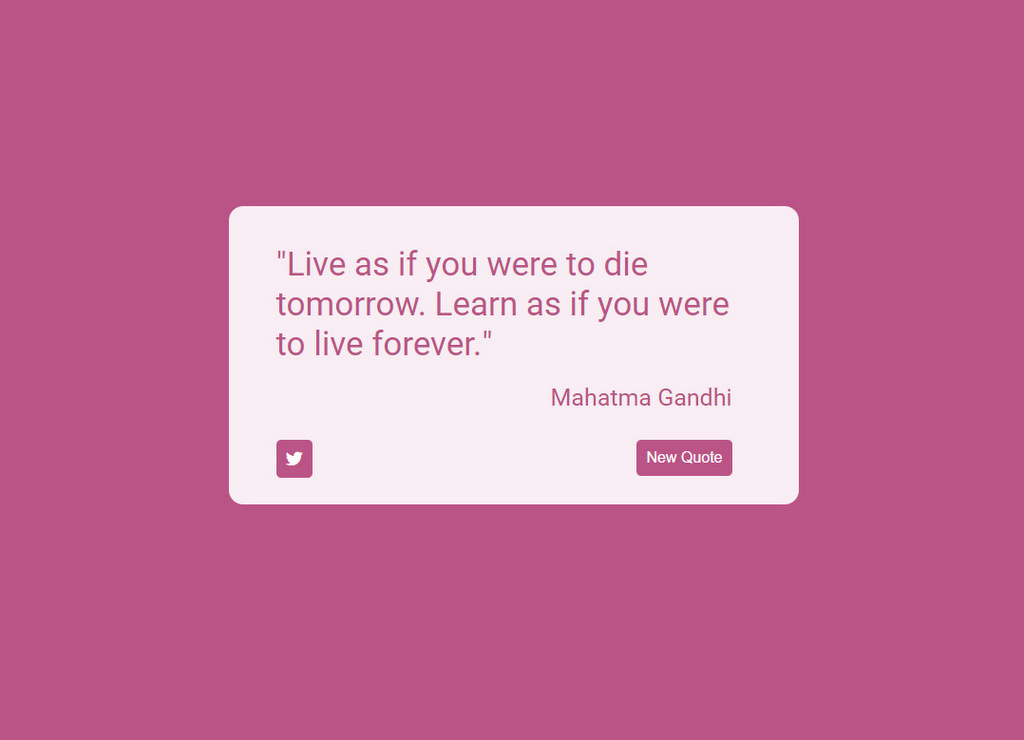 "Live as if you were to die
tomorrow. Learn as if you were
to live forever."
Mahatma Gandhi
New Quote